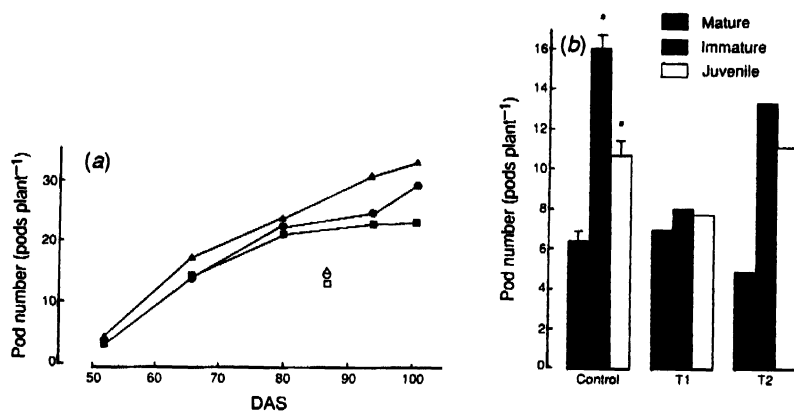 (a)
Pod number (pods plant⁻¹)
30
20
10
0
50 60 70 80 90 100
DAS
(b)
Mature
Immature
Juvenile
Pod number (pods plant⁻¹)
16
14
12
10
8
6
4
2
0
*
*
Control T1 T2